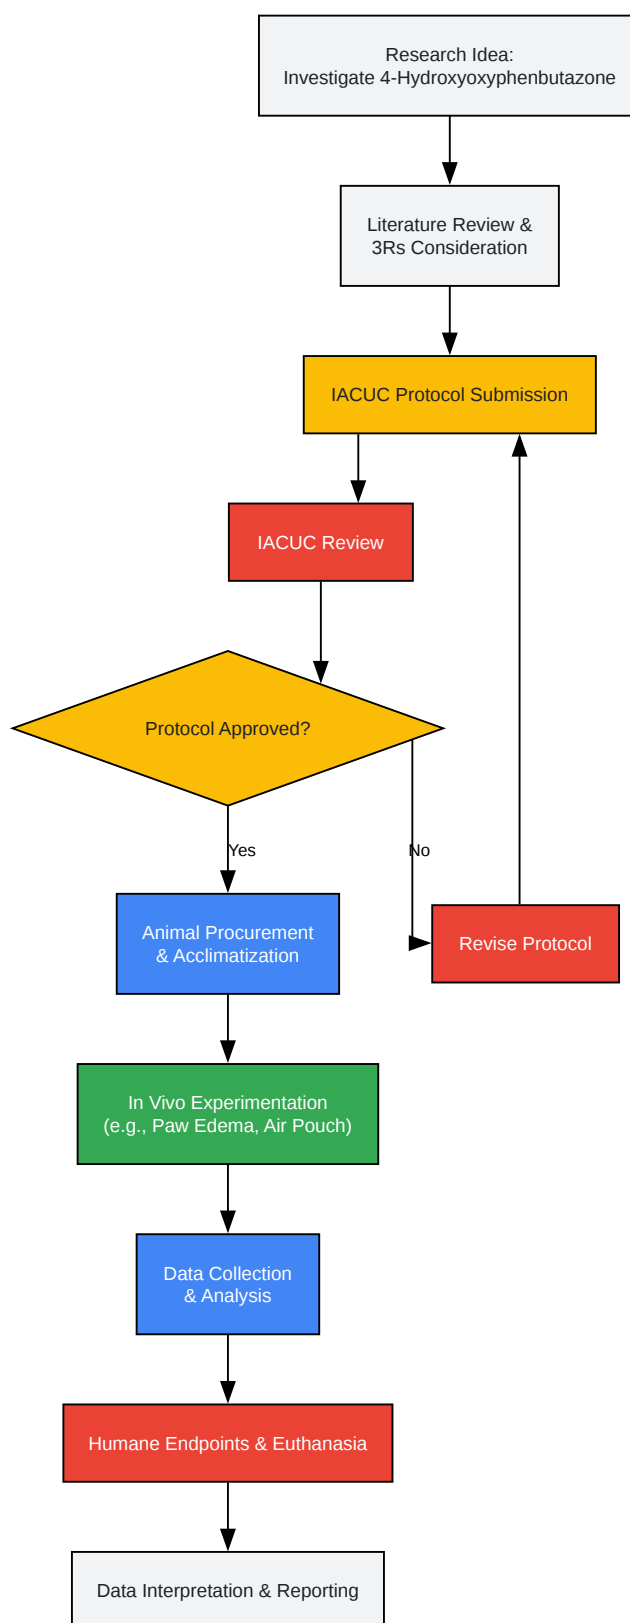 Research Idea:
Investigate 4-Hydroxyoxyphenbutazone
Literature Review &
3Rs Consideration
IACUC Protocol Submission
IACUC Review
Protocol Approved?
Yes
No
Animal Procurement
& Acclimatization
Revise Protocol
In Vivo Experimentation
(e.g., Paw Edema, Air Pouch)
Data Collection
& Analysis
Humane Endpoints & Euthanasia
Data Interpretation & Reporting